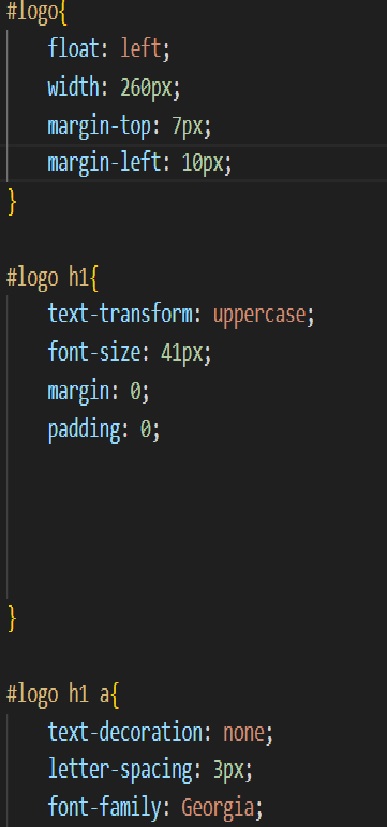 #logo{
    float: left;
    width: 260px;
    margin-top: 7px;
    margin-left: 10px;
}
#logo h1{
    text-transform: uppercase;
    font-size: 41px;
    margin: 0;
    padding: 0;
}
#logo h1 a{
    text-decoration: none;
    letter-spacing: 3px;
    font-family: Georgia;